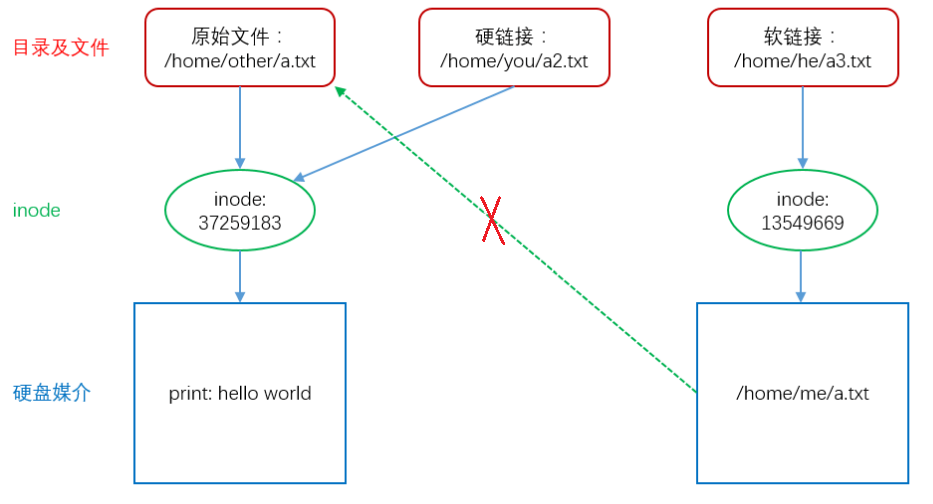 目录及文件
原始文件：
/home/other/a.txt
硬链接：
/home/you/a2.txt
软链接：
/home/he/a3.txt
inode
inode:
37259183
inode:
13549669
硬盘媒介
print: hello world
/home/me/a.txt